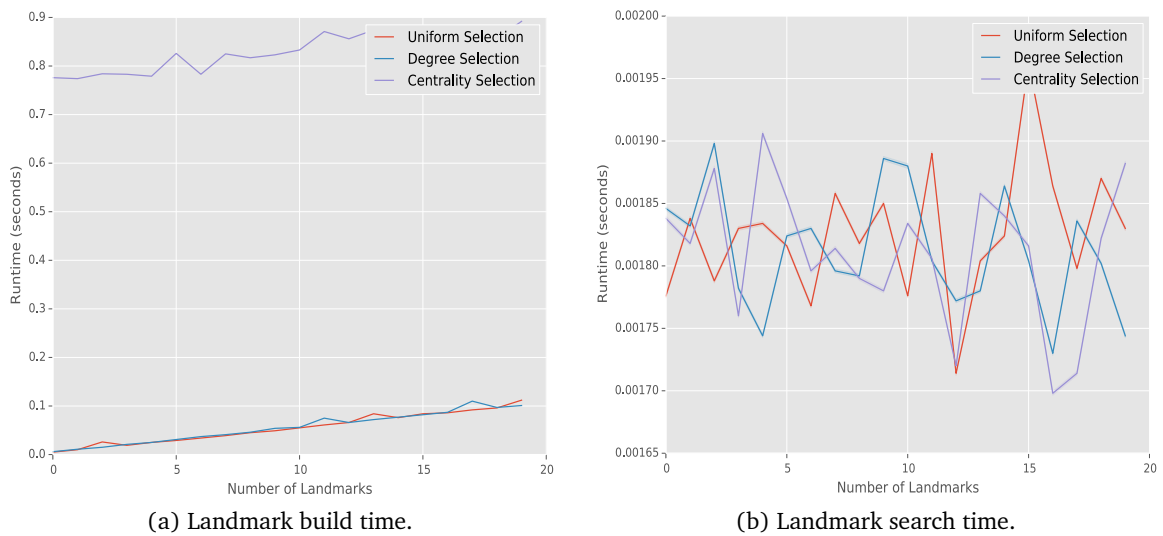 0.9
0.8
0.7
0.6
0.5
0.4
0.3
0.2
0.1
0.0
0 5 10 15 20
Runtime (seconds)
Number of Landmarks
Uniform Selection
Degree Selection
Centrality Selection
(a) Landmark build time.
0.00200
0.00195
0.00190
0.00185
0.00180
0.00175
0.00170
0.00165
0 5 10 15 20
Runtime (seconds)
Number of Landmarks
Uniform Selection
Degree Selection
Centrality Selection
(b) Landmark search time.